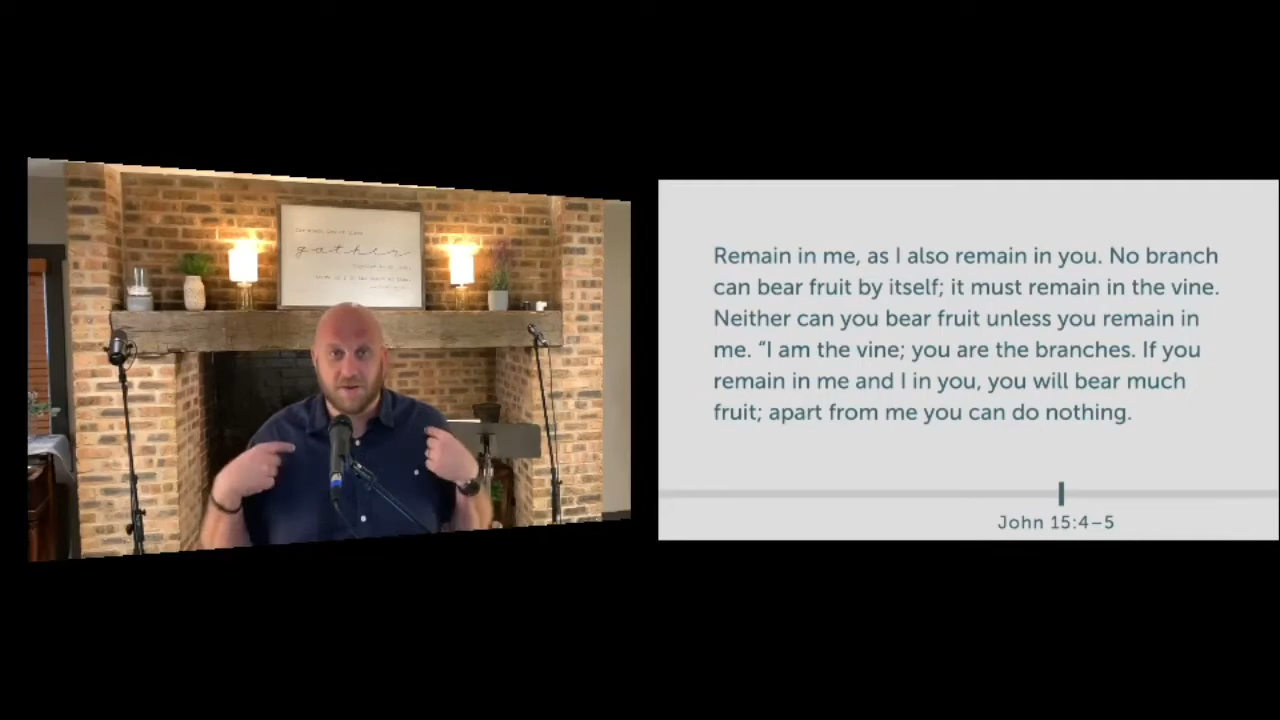 gather
Remain in me, as I also remain in you. No branch
can bear fruit by itself; it must remain in the vine.
Neither can you bear fruit unless you remain in
me. “I am the vine; you are the branches. If you
remain in me and I in you, you will bear much
fruit; apart from me you can do nothing.
John 15:4–5